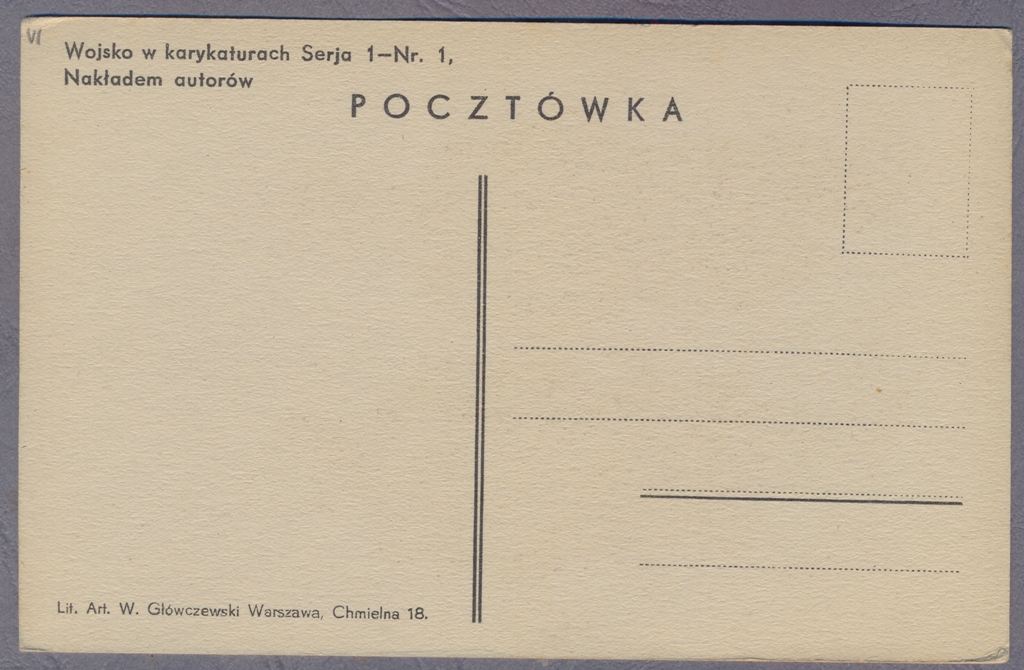 VI
Wojsko w karykaturach Serja 1—Nr. 1,
Nakładem autorów
POCZTÓWKA
Lit. Art. W. Główczewski Warszawa, Chmielna 18.